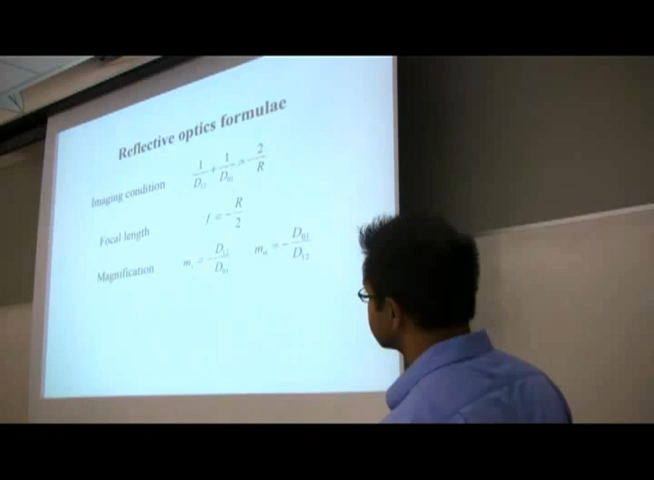 Reflective optics formulae
Imaging condition 1/D₁₂ + 1/D₀₁ = -2/R
Focal length f = -R/2
Magnification mₓ = -D₁₂/D₀₁ mα = -D₀₁/D₁₂